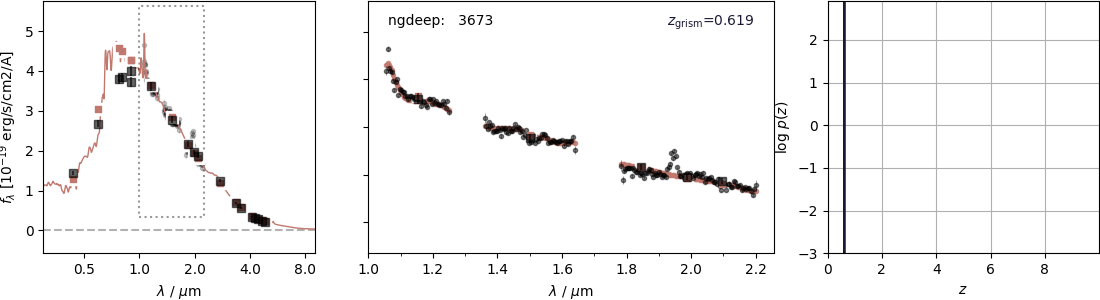 f_λ [10^−19 erg/s/cm2/A]
5
4
3
2
1
0
0.5 1.0 2.0 4.0 8.0
λ / μm
ngdeep: 3673
z_grism=0.619
1.0 1.2 1.4 1.6 1.8 2.0 2.2
λ / μm
log p(z)
2
1
0
−1
−2
−3
0 2 4 6 8
z